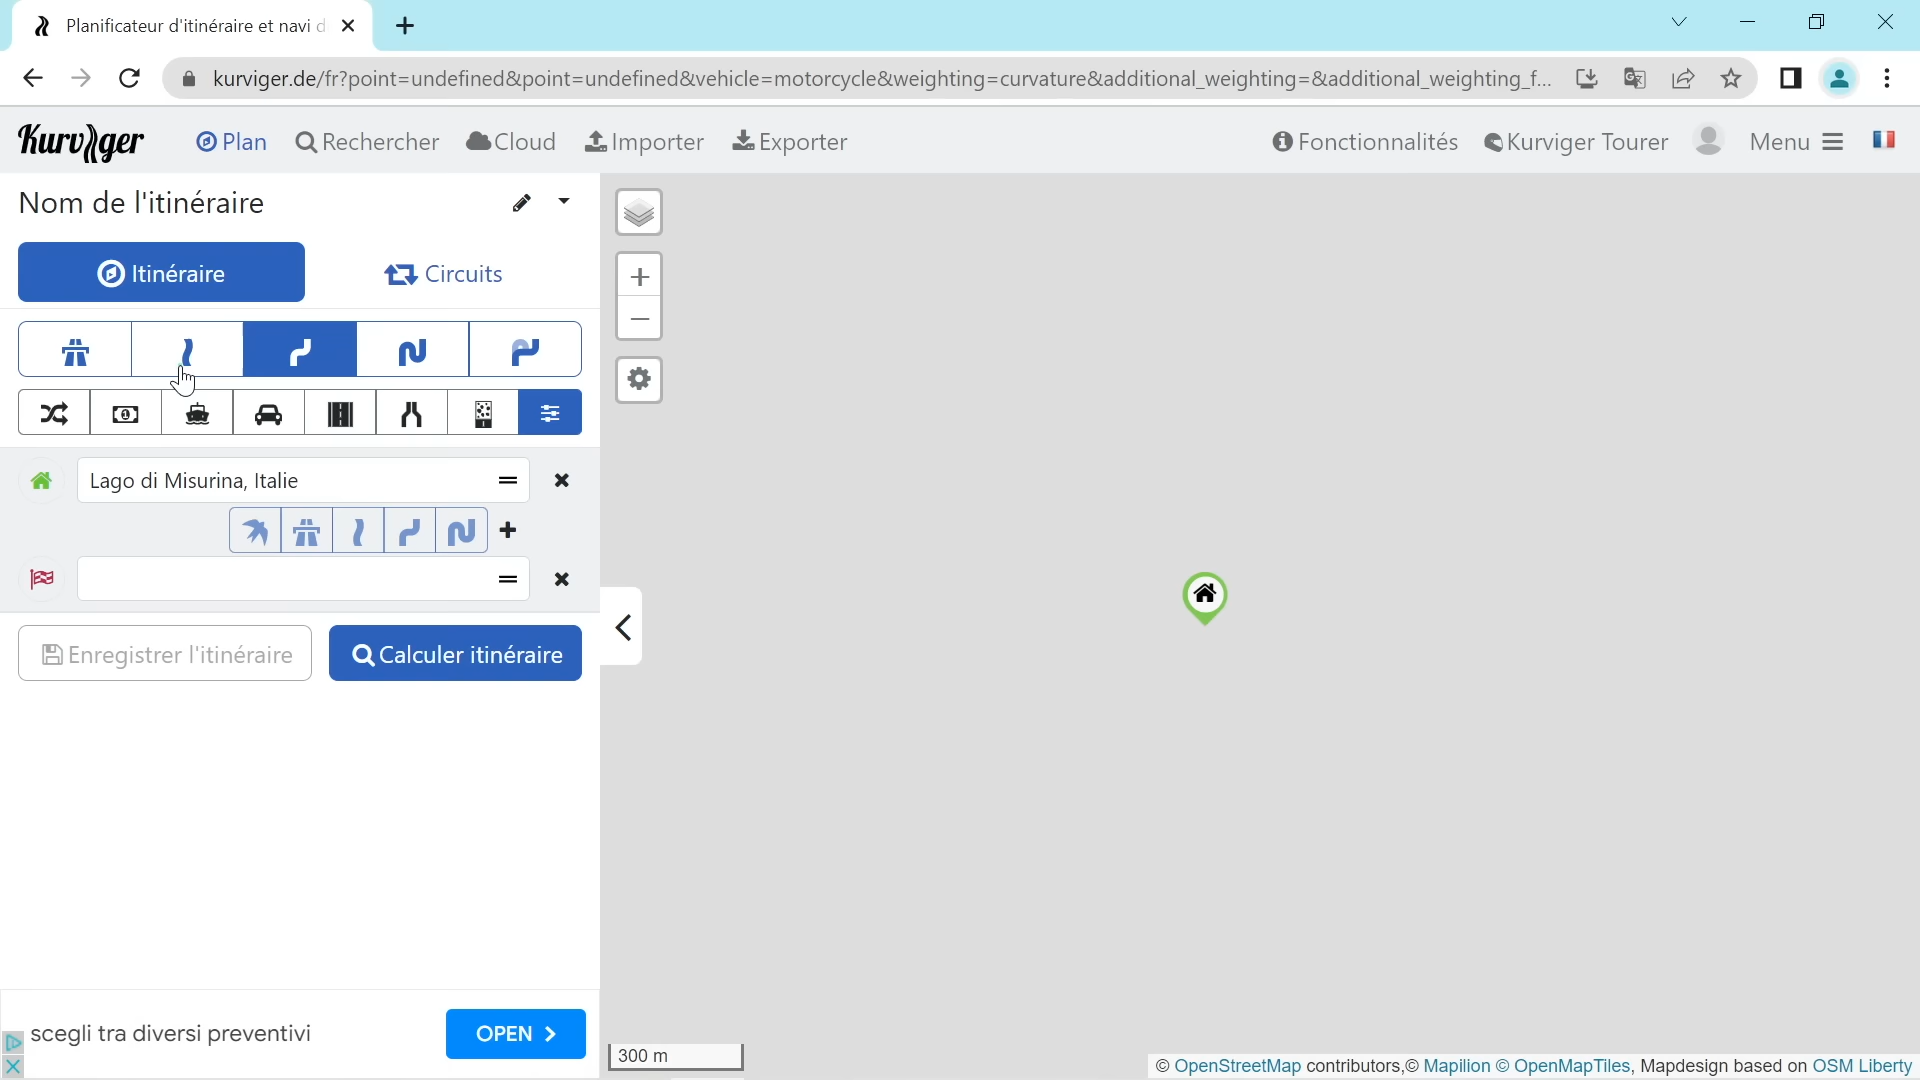 Planificateur d'itinéraire et navi d
kurviger.de/fr?point=undefined&point=undefined&vehicle=motorcycle&weighting=curvature&additional_weighting=&additional_weighting_f...
Kurviger
Plan
Rechercher
Cloud
Importer
Exporter
Fonctionnalités
Kurviger Tourer
Menu
Nom de l'itinéraire
Itinéraire
Circuits
Lago di Misurina, Italie
Enregistrer l'itinéraire
Calculer itinéraire
scegli tra diversi preventivi
OPEN
300 m
© OpenStreetMap contributors,© Mapilion © OpenMapTiles, Mapdesign based on OSM Liberty